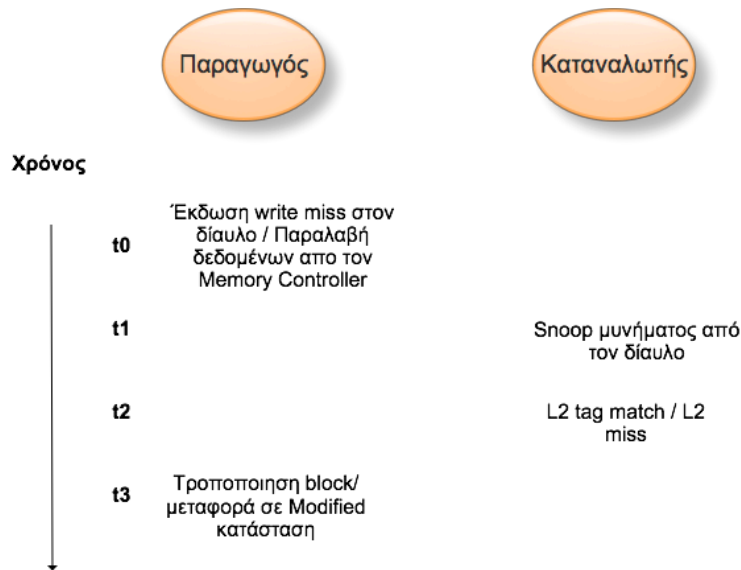 Παραγωγός
Καταναλωτής
Χρόνος
t0
Έκδωση write miss στον
δίαυλο / Παραλαβή
δεδομένων απο τον
Memory Controller
t1
Snoop μυνήματος από
τον δίαυλο
t2
L2 tag match / L2
miss
t3
Τροποποιηση block/
μεταφορά σε Modified
κατάσταση